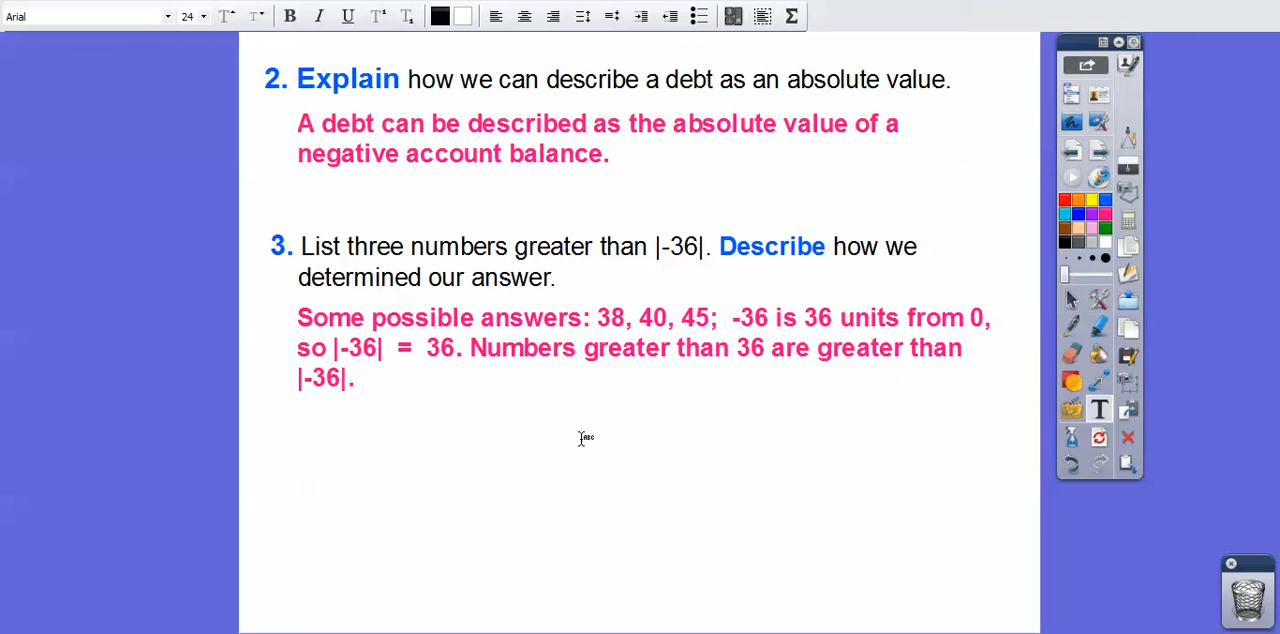 Arial 24 B I U T T Σ
2. Explain how we can describe a debt as an absolute value.
A debt can be described as the absolute value of a
negative account balance.
3. List three numbers greater than |-36|. Describe how we
determined our answer.
Some possible answers: 38, 40, 45; -36 is 36 units from 0,
so |-36| = 36. Numbers greater than 36 are greater than
|-36|.
ABC
T